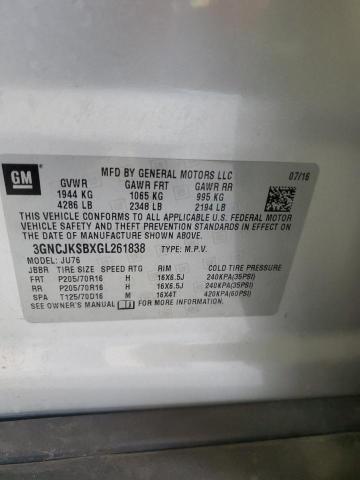 GM
MFD BY GENERAL MOTORS LLC 07/16
GVWR GAWR FRT GAWR RR
1944 KG 1065 KG 995 KG
4286 LB 2348 LB 2194 LB
THIS VEHICLE CONFORMS TO ALL APPLICABLE U.S. FEDERAL MOTOR
VEHICLE SAFETY, BUMPER, AND THEFT PREVENTION STANDARDS
IN EFFECT ON THE DATE OF MANUFACTURE SHOWN ABOVE.
3GNCJKSBXGL261838 TYPE: M.P.V.
MODEL: JU76
JBBR TIRE SIZE SPEED RTG RIM COLD TIRE PRESSURE
FRT P205/70R16 H 16X6.5J 240KPA(35PSI)
RR P205/70R16 H 16X6.5J 240KPA(35PSI)
SPA T125/70D16 M 16X4T 420KPA(60PSI)
SEE OWNER'S MANUAL FOR MORE INFORMATION.